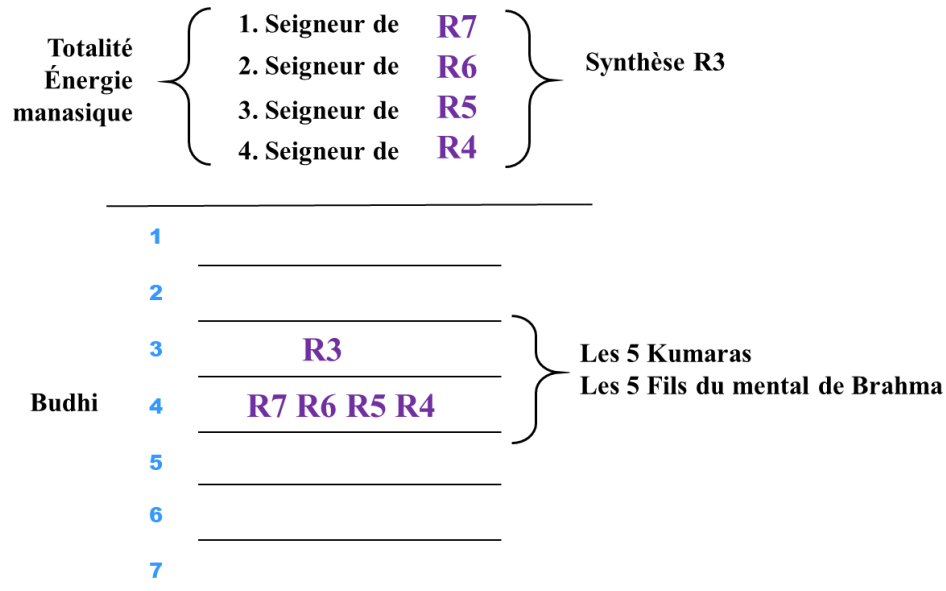 Totalité
Énergie
manasique
1. Seigneur de R7
2. Seigneur de R6
3. Seigneur de R5
4. Seigneur de R4
Synthèse R3
1
2
3 R3
Budhi 4 R7 R6 R5 R4
5
6
7
Les 5 Kumaras
Les 5 Fils du mental de Brahma